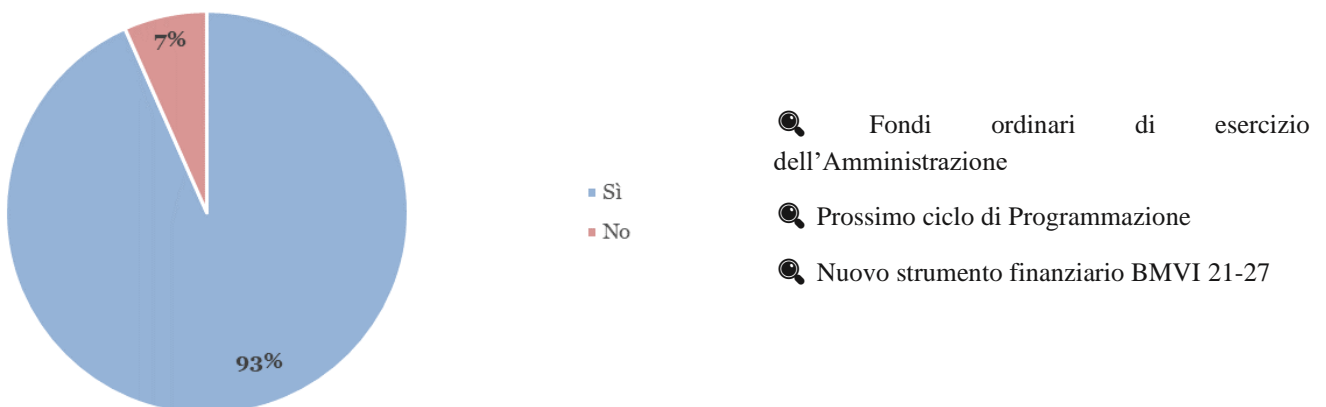 7%
93%
Sì
No
Fondi ordinari di esercizio
dell’Amministrazione
Prossimo ciclo di Programmazione
Nuovo strumento finanziario BMVI 21-27